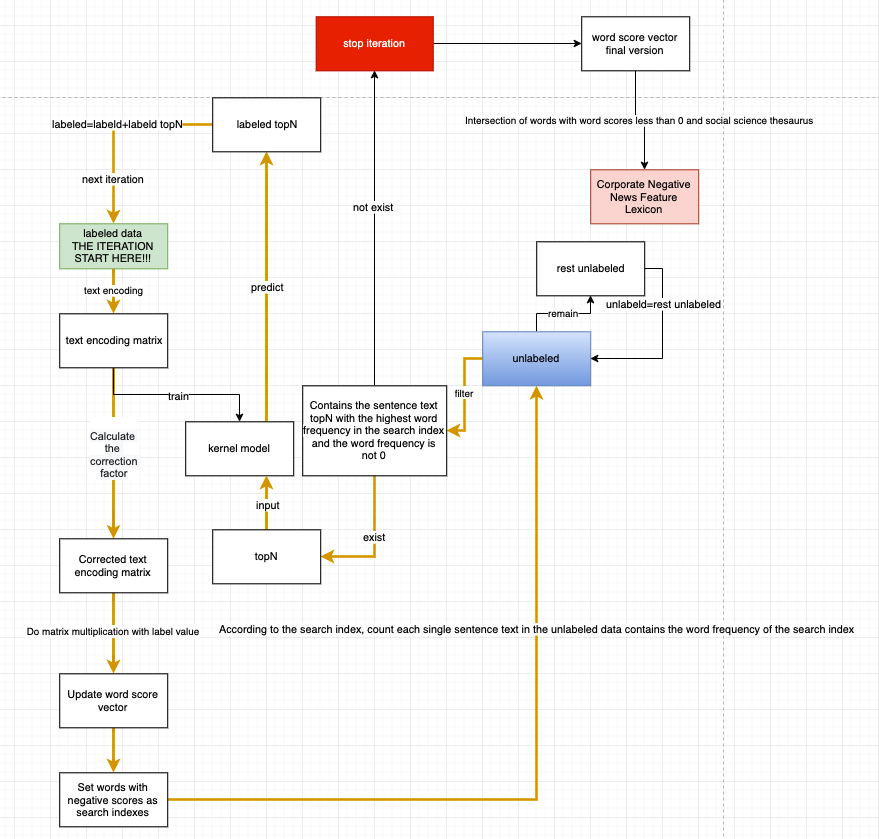 stop iteration
word score vector
final version
Intersection of words with word scores less than 0 and social science thesaurus
Corporate Negative
News Feature
Lexicon
labeled=labeld+labeld topN
labeled topN
next iteration
labeled data
THE ITERATION
START HERE!!!
text encoding
text encoding matrix
train
Calculate
the
correction
factor
kernel model
predict
input
topN
not exist
Contains the sentence text
topN with the highest word
frequency in the search index
and the word frequency is
not 0
exist
filter
rest unlabeled
remain
unlabeld=rest unlabeled
unlabeled
Corrected text
encoding matrix
Do matrix multiplication with label value
According to the search index, count each single sentence text in the unlabeled data contains the word frequency of the search index
Update word score
vector
Set words with
negative scores as
search indexes